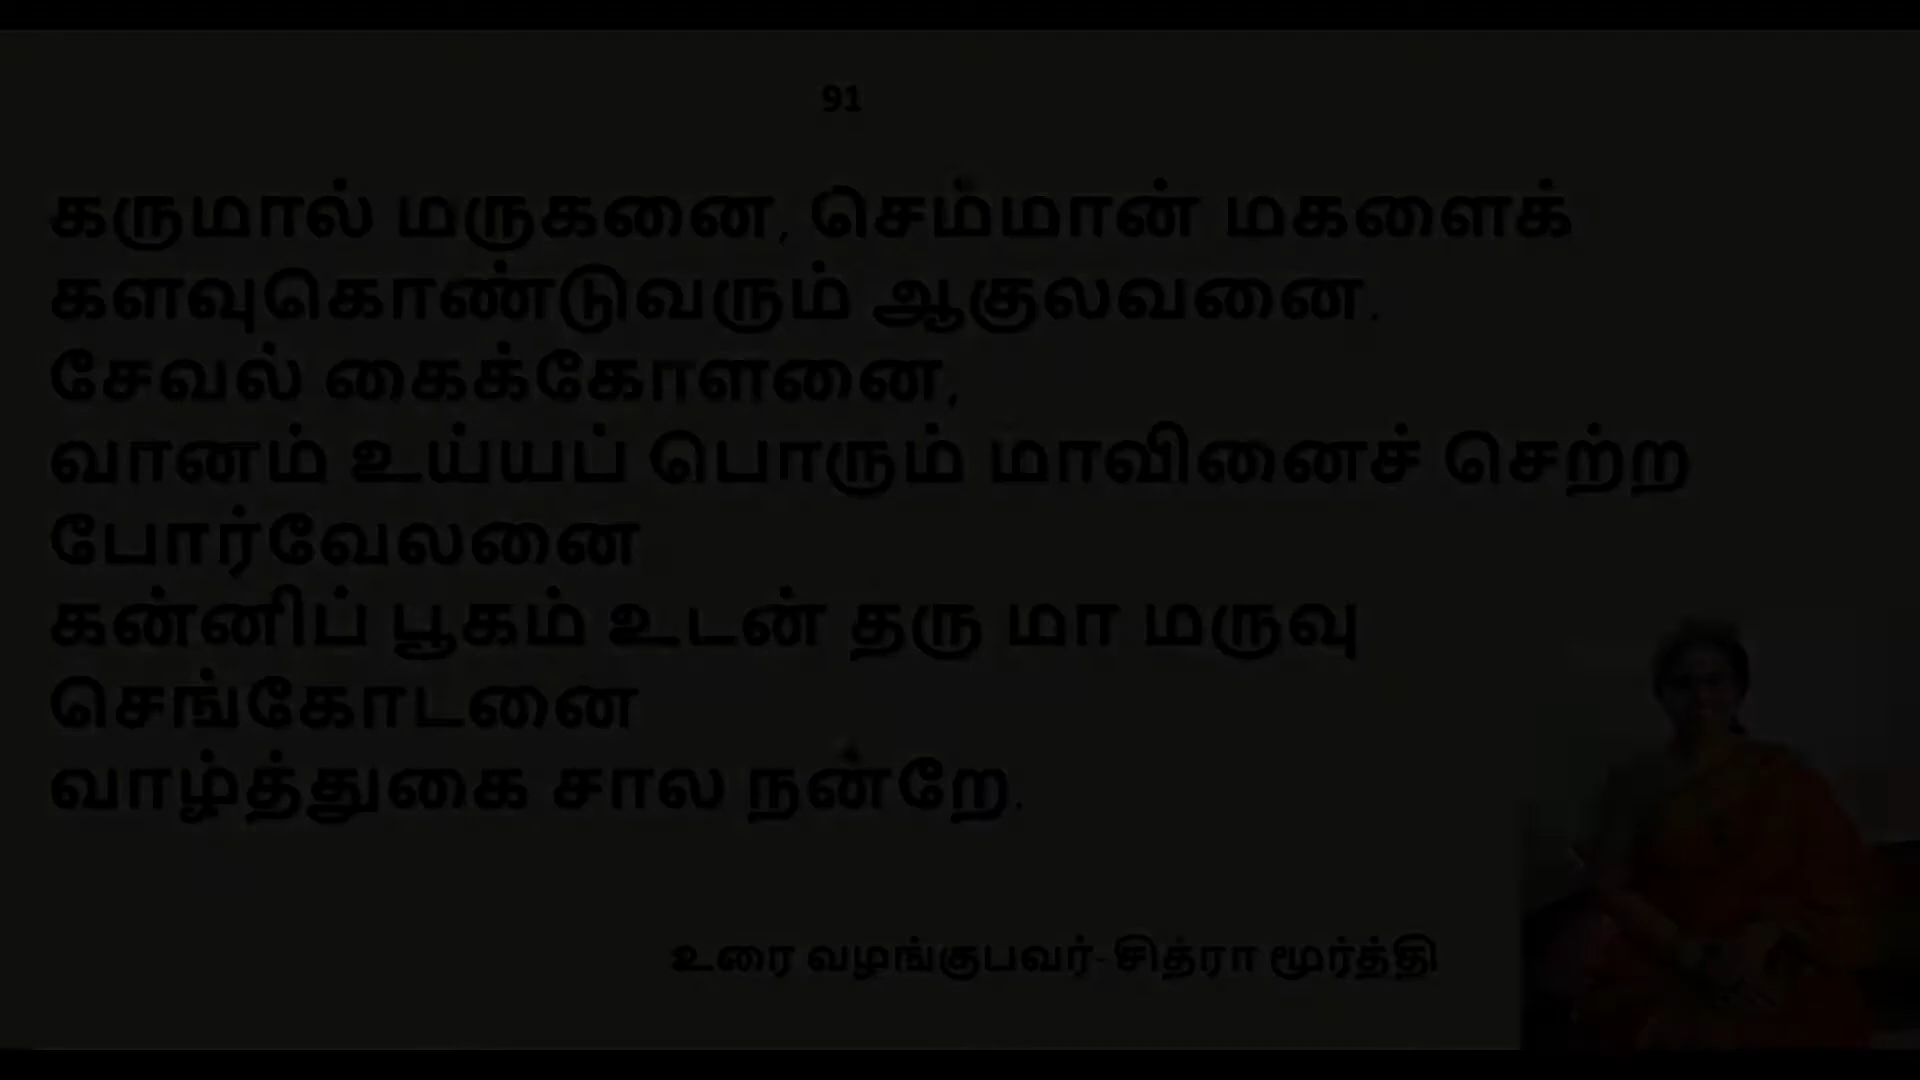 91
கருமால் மருகனை, செம்மான் மகளைக்
களவுகொண்டுவரும் ஆகுலவனை.
சேவல் கைக்கோளனை,
வானம் உய்யப் பொரும் மாவினைச் செற்ற
போர்வேலனை
கன்னிப் பூகம் உடன் தரு மா மருவு
செங்கோடனை
வாழ்த்துகை சால நன்றே.
உரை வழங்குபவர்-சித்ரா மூர்த்தி